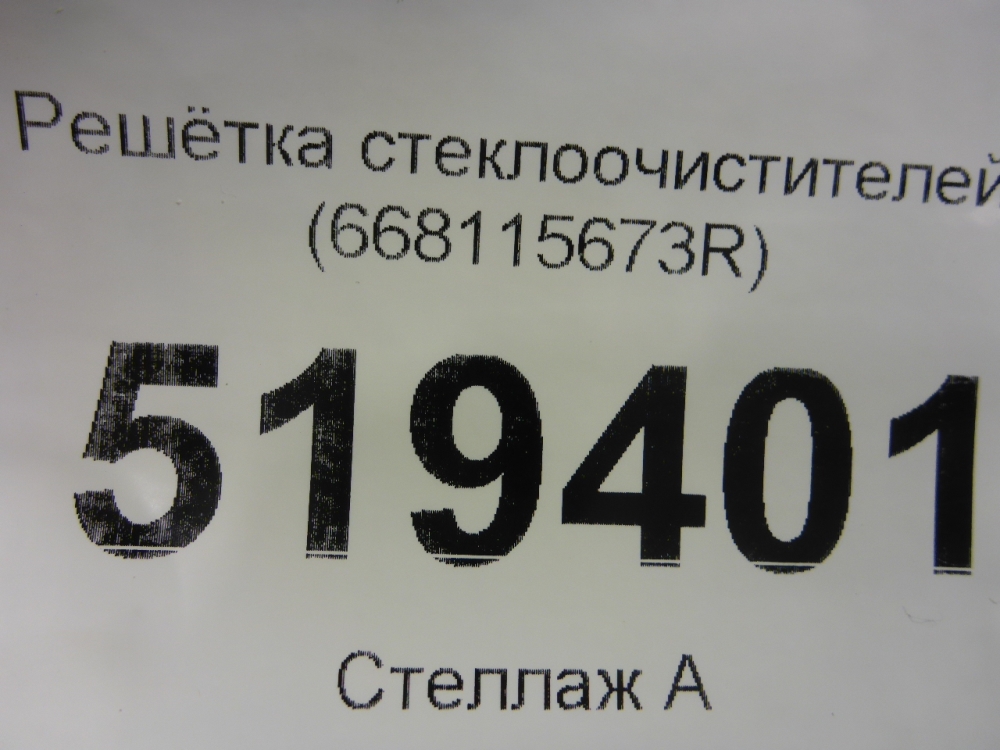 Решётка стеклоочистителей
(668115673R)
519401
Стеллаж А